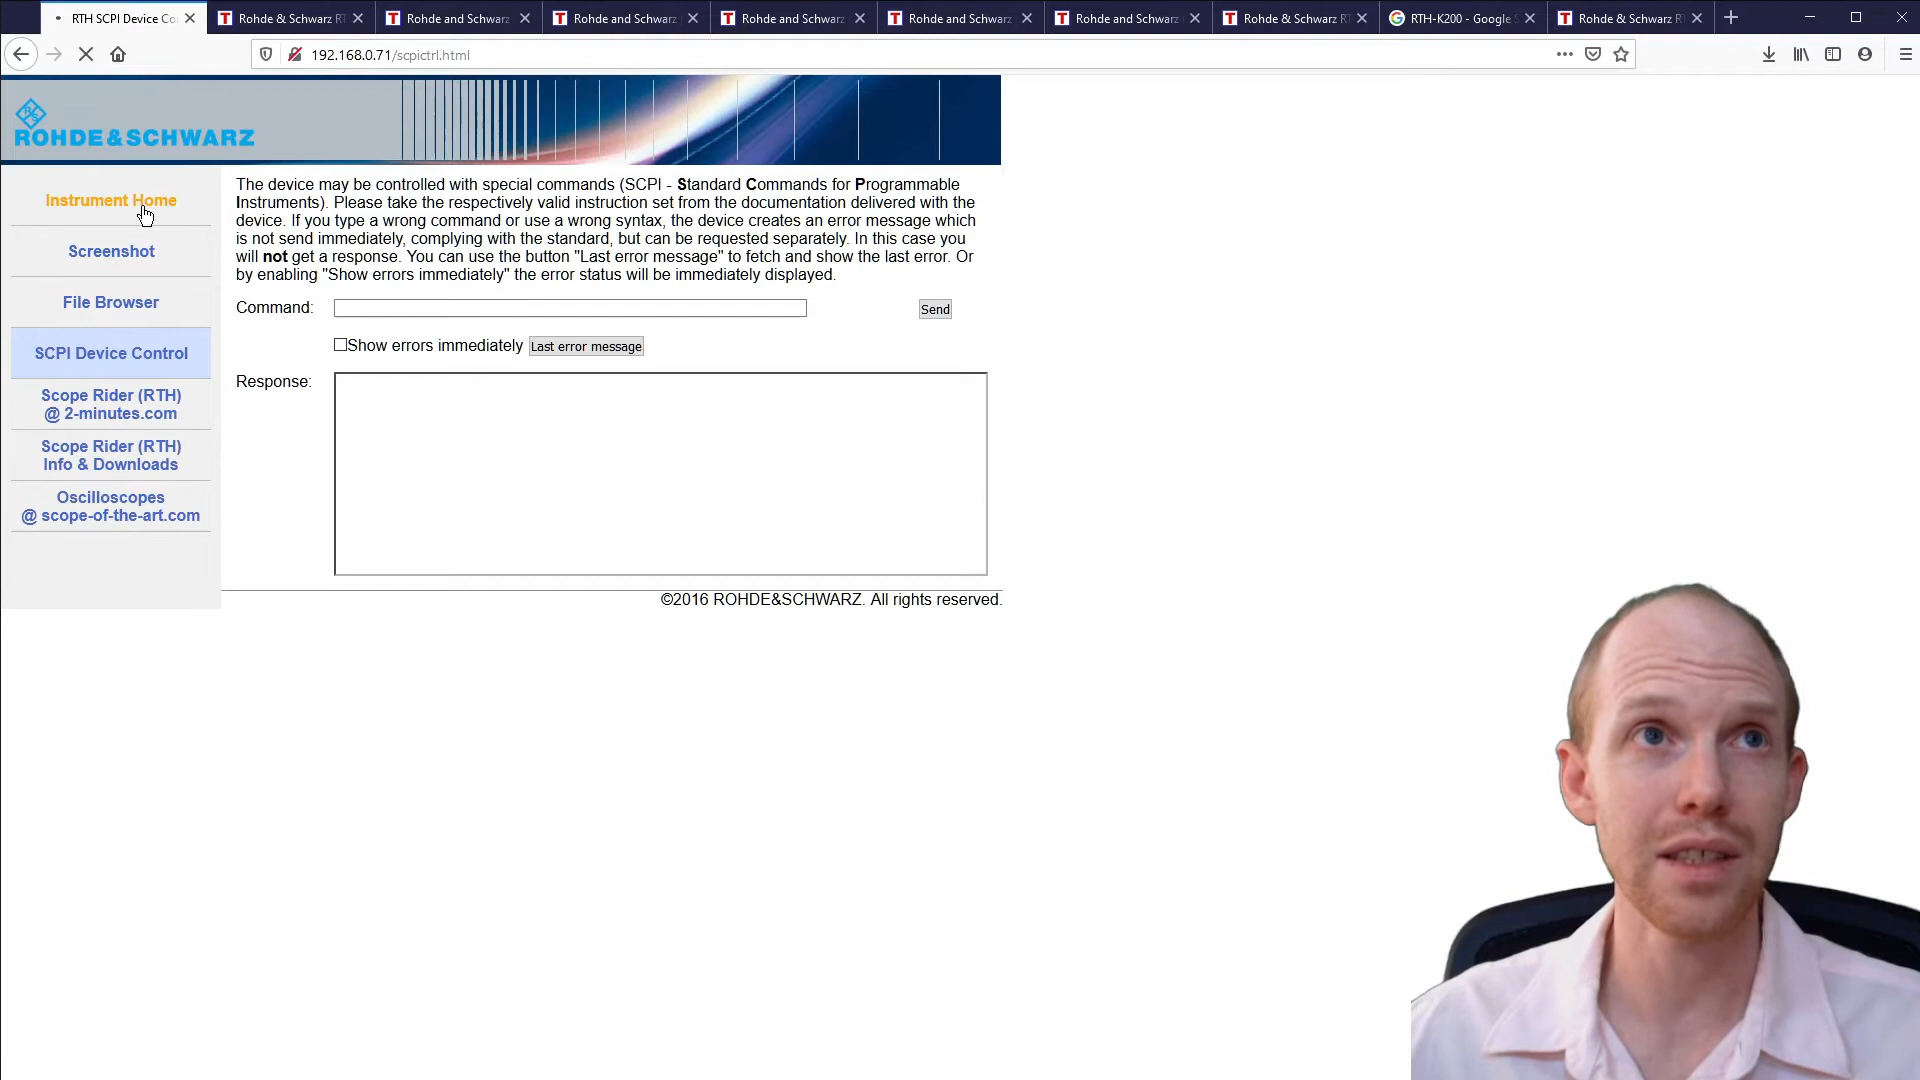 RTH SCPI Device Co
Rohde & Schwarz RT
Rohde and Schwarz
Rohde and Schwarz
Rohde and Schwarz
Rohde and Schwarz
Rohde and Schwarz
Rohde & Schwarz RT
RTH-K200 - Google S
Rohde & Schwarz R
192.168.0.71/scpictrl.html
R&S
ROHDE&SCHWARZ
Instrument Home
Screenshot
File Browser
SCPI Device Control
Scope Rider (RTH)
@ 2-minutes.com
Scope Rider (RTH)
Info & Downloads
Oscilloscopes
@ scope-of-the-art.com
The device may be controlled with special commands (SCPI - Standard Commands for Programmable
Instruments). Please take the respectively valid instruction set from the documentation delivered with the
device. If you type a wrong command or use a wrong syntax, the device creates an error message which
is not send immediately, complying with the standard, but can be requested separately. In this case you
will not get a response. You can use the button "Last error message" to fetch and show the last error. Or
by enabling "Show errors immediately" the error status will be immediately displayed.
Command:
Send
Show errors immediately Last error message
Response:
©2016 ROHDE&SCHWARZ. All rights reserved.